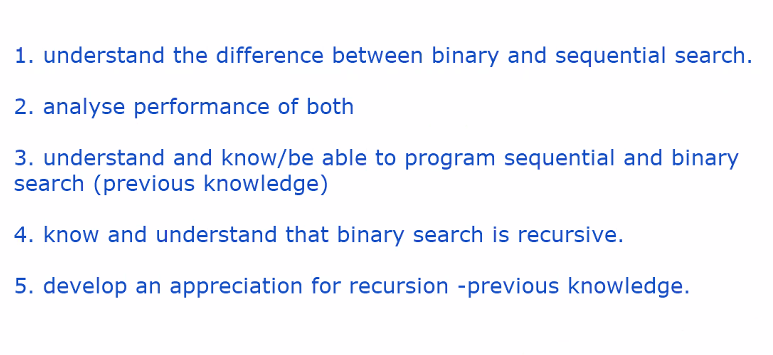 1. understand the difference between binary and sequential search.
2. analyse performance of both
3. understand and know/be able to program sequential and binary
search (previous knowledge)
4. know and understand that binary search is recursive.
5. develop an appreciation for recursion -previous knowledge.